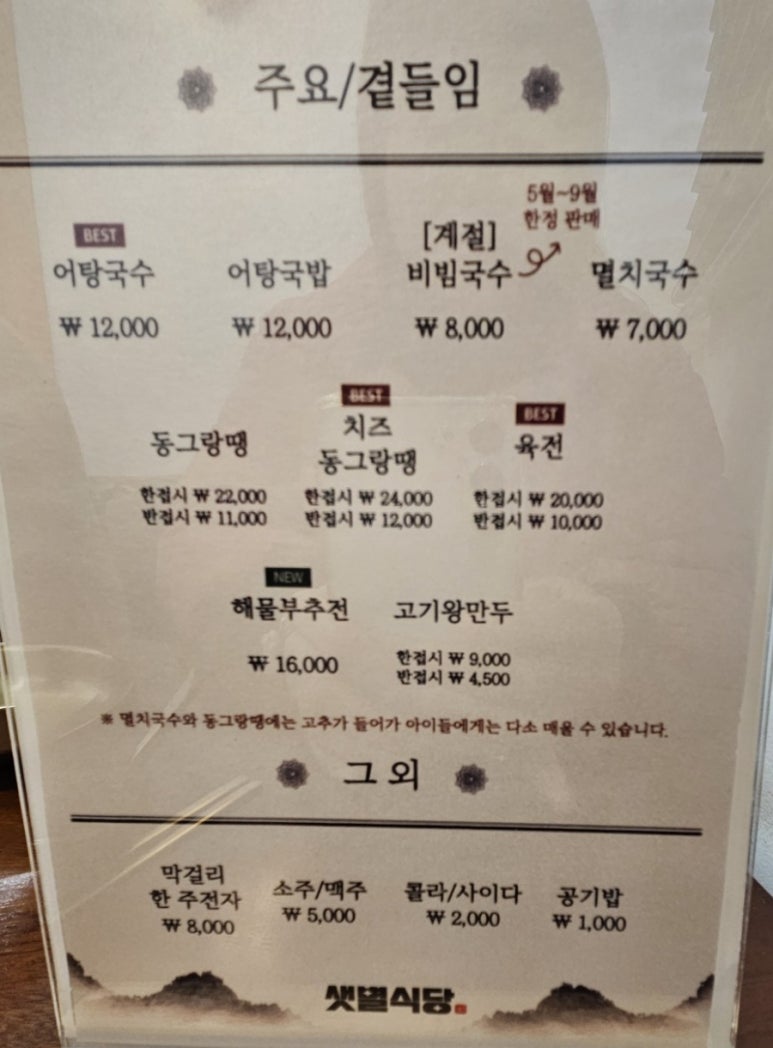 주요/곁들임
5월~9월
한정 판매
BEST
[계절]
어탕국수 어탕국밥 비빔국수 멸치국수
₩ 12,000 ₩ 12,000 ₩ 8,000 ₩ 7,000
BEST BEST
치즈
동그랑땡 동그랑땡 육전
한접시 ₩ 22,000 한접시 ₩ 24,000 한접시 ₩ 20,000
반접시 ₩ 11,000 반접시 ₩ 12,000 반접시 ₩ 10,000
NEW
해물부추전 고기왕만두
₩ 16,000
한접시 ₩ 9,000
반접시 ₩ 4,500
※ 멸치국수와 동그랑땡에는 고추가 들어가 아이들에게는 다소 매울 수 있습니다.
그 외
막걸리
한 주전자 소주/맥주 콜라/사이다 공기밥
₩ 8,000 ₩ 5,000 ₩ 2,000 ₩ 1,000
샛별식당